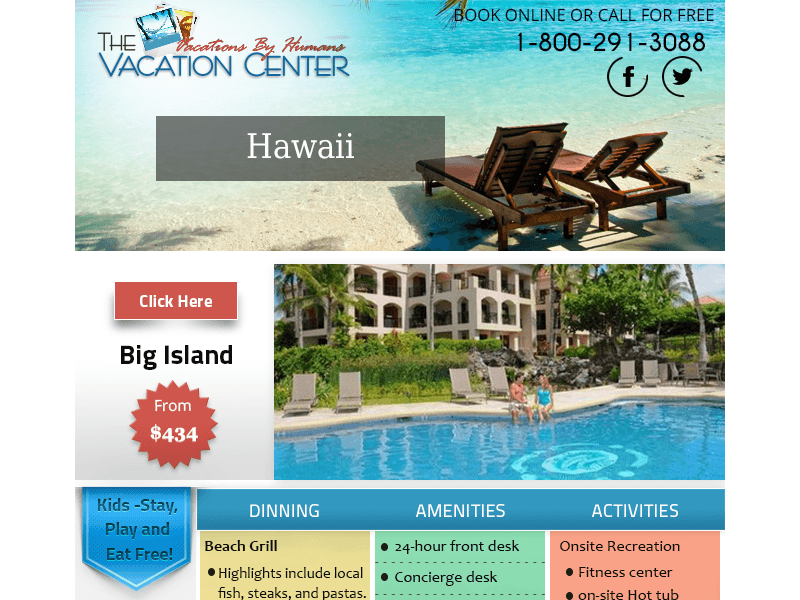 BOOK ONLINE OR CALL FOR FREE
1-800-291-3088
THE Vacations By Humans
VACATION CENTER
Hawaii
Click Here
Big Island
From
$434
Kids -Stay,
Play and
Eat Free!
DINNING
AMENITIES
ACTIVITIES
Beach Grill
● Highlights include local
fish, steaks, and pastas.
● 24-hour front desk
● Concierge desk
Onsite Recreation
● Fitness center
● on-site Hot tub